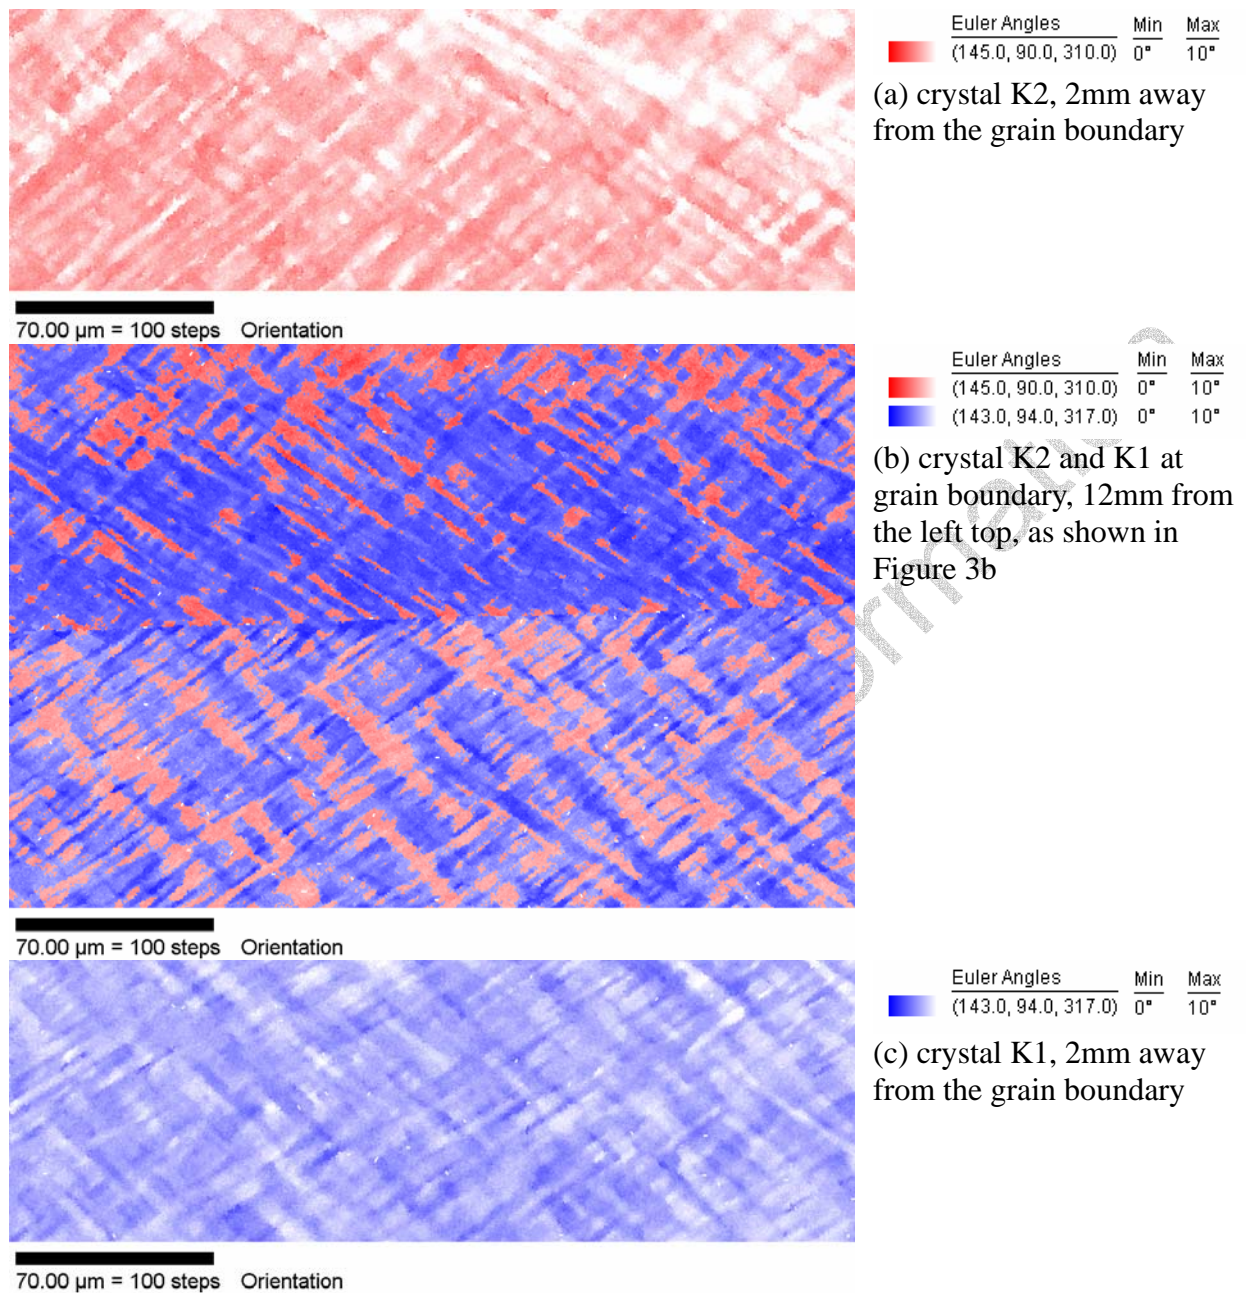 Euler Angles Min Max
(145.0, 90.0, 310.0) 0° 10°
(a) crystal K2, 2mm away
from the grain boundary
70.00 µm = 100 steps Orientation
Euler Angles Min Max
(145.0, 90.0, 310.0) 0° 10°
(143.0, 94.0, 317.0) 0° 10°
(b) crystal K2 and K1 at
grain boundary, 12mm from
the left top, as shown in
Figure 3b
70.00 µm = 100 steps Orientation
Euler Angles Min Max
(143.0, 94.0, 317.0) 0° 10°
(c) crystal K1, 2mm away
from the grain boundary
70.00 µm = 100 steps Orientation